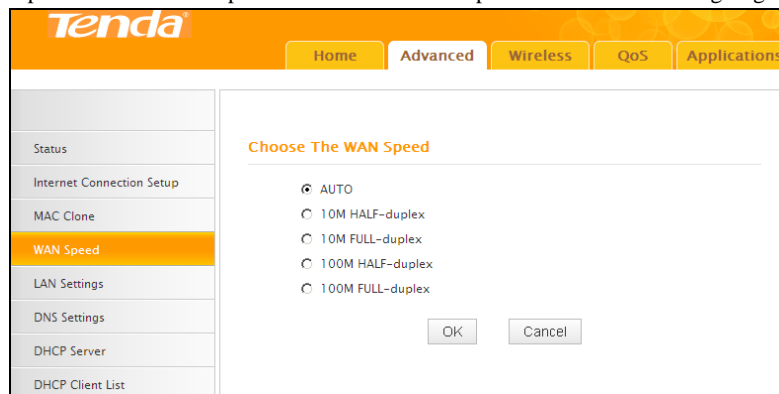 Tenda
Home Advanced Wireless QoS Applications
Status
Internet Connection Setup
MAC Clone
WAN Speed
LAN Settings
DNS Settings
DHCP Server
DHCP Client List
Choose The WAN Speed
AUTO
10M HALF-duplex
10M FULL-duplex
100M HALF-duplex
100M FULL-duplex
OK Cancel